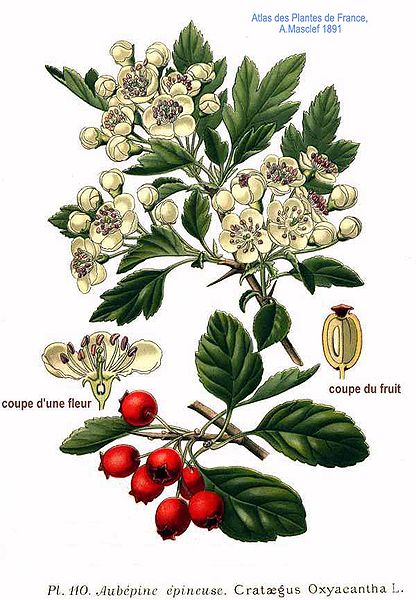 Atlas des Plantes de France,
A.Masclef 1891
coupe d'une fleur
coupe du fruit
Pl. 110. Aubépine épineuse. Cratægus Oxyacantha L.